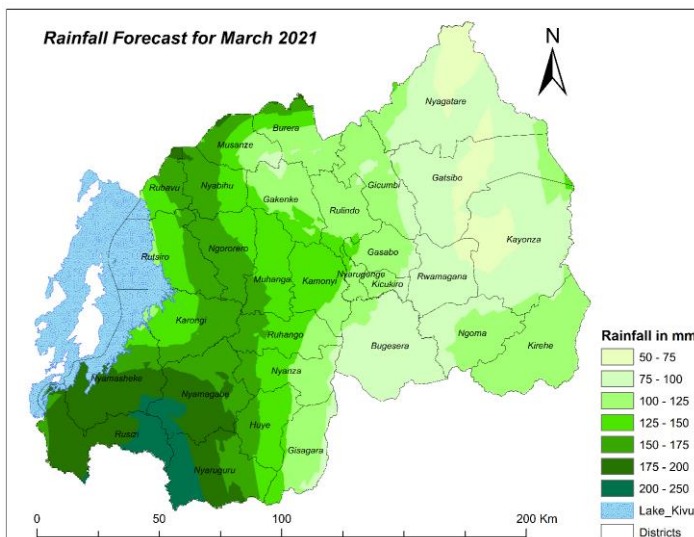 Rainfall Forecast for March 2021
N
Nyagatare
Burera
Musanze
Rubavu
Nyabihu
Gakenke
Rulindo
Gicumbi
Gatsibo
Rutsiro
Ngororero
Muhanga
Kamonyi
Gasabo
Nyarugenge
Kicukiro
Rwamagana
Kayonza
Karongi
Ruhango
Bugesera
Ngoma
Kirehe
Nyamasheke
Nyamagabe
Nyanza
Huye
Gisagara
Rusizi
Nyaruguru
Rainfall in mm
50 - 75
75 - 100
100 - 125
125 - 150
150 - 175
175 - 200
200 - 250
Lake_Kivu
Districts
0 50 100 200 Km